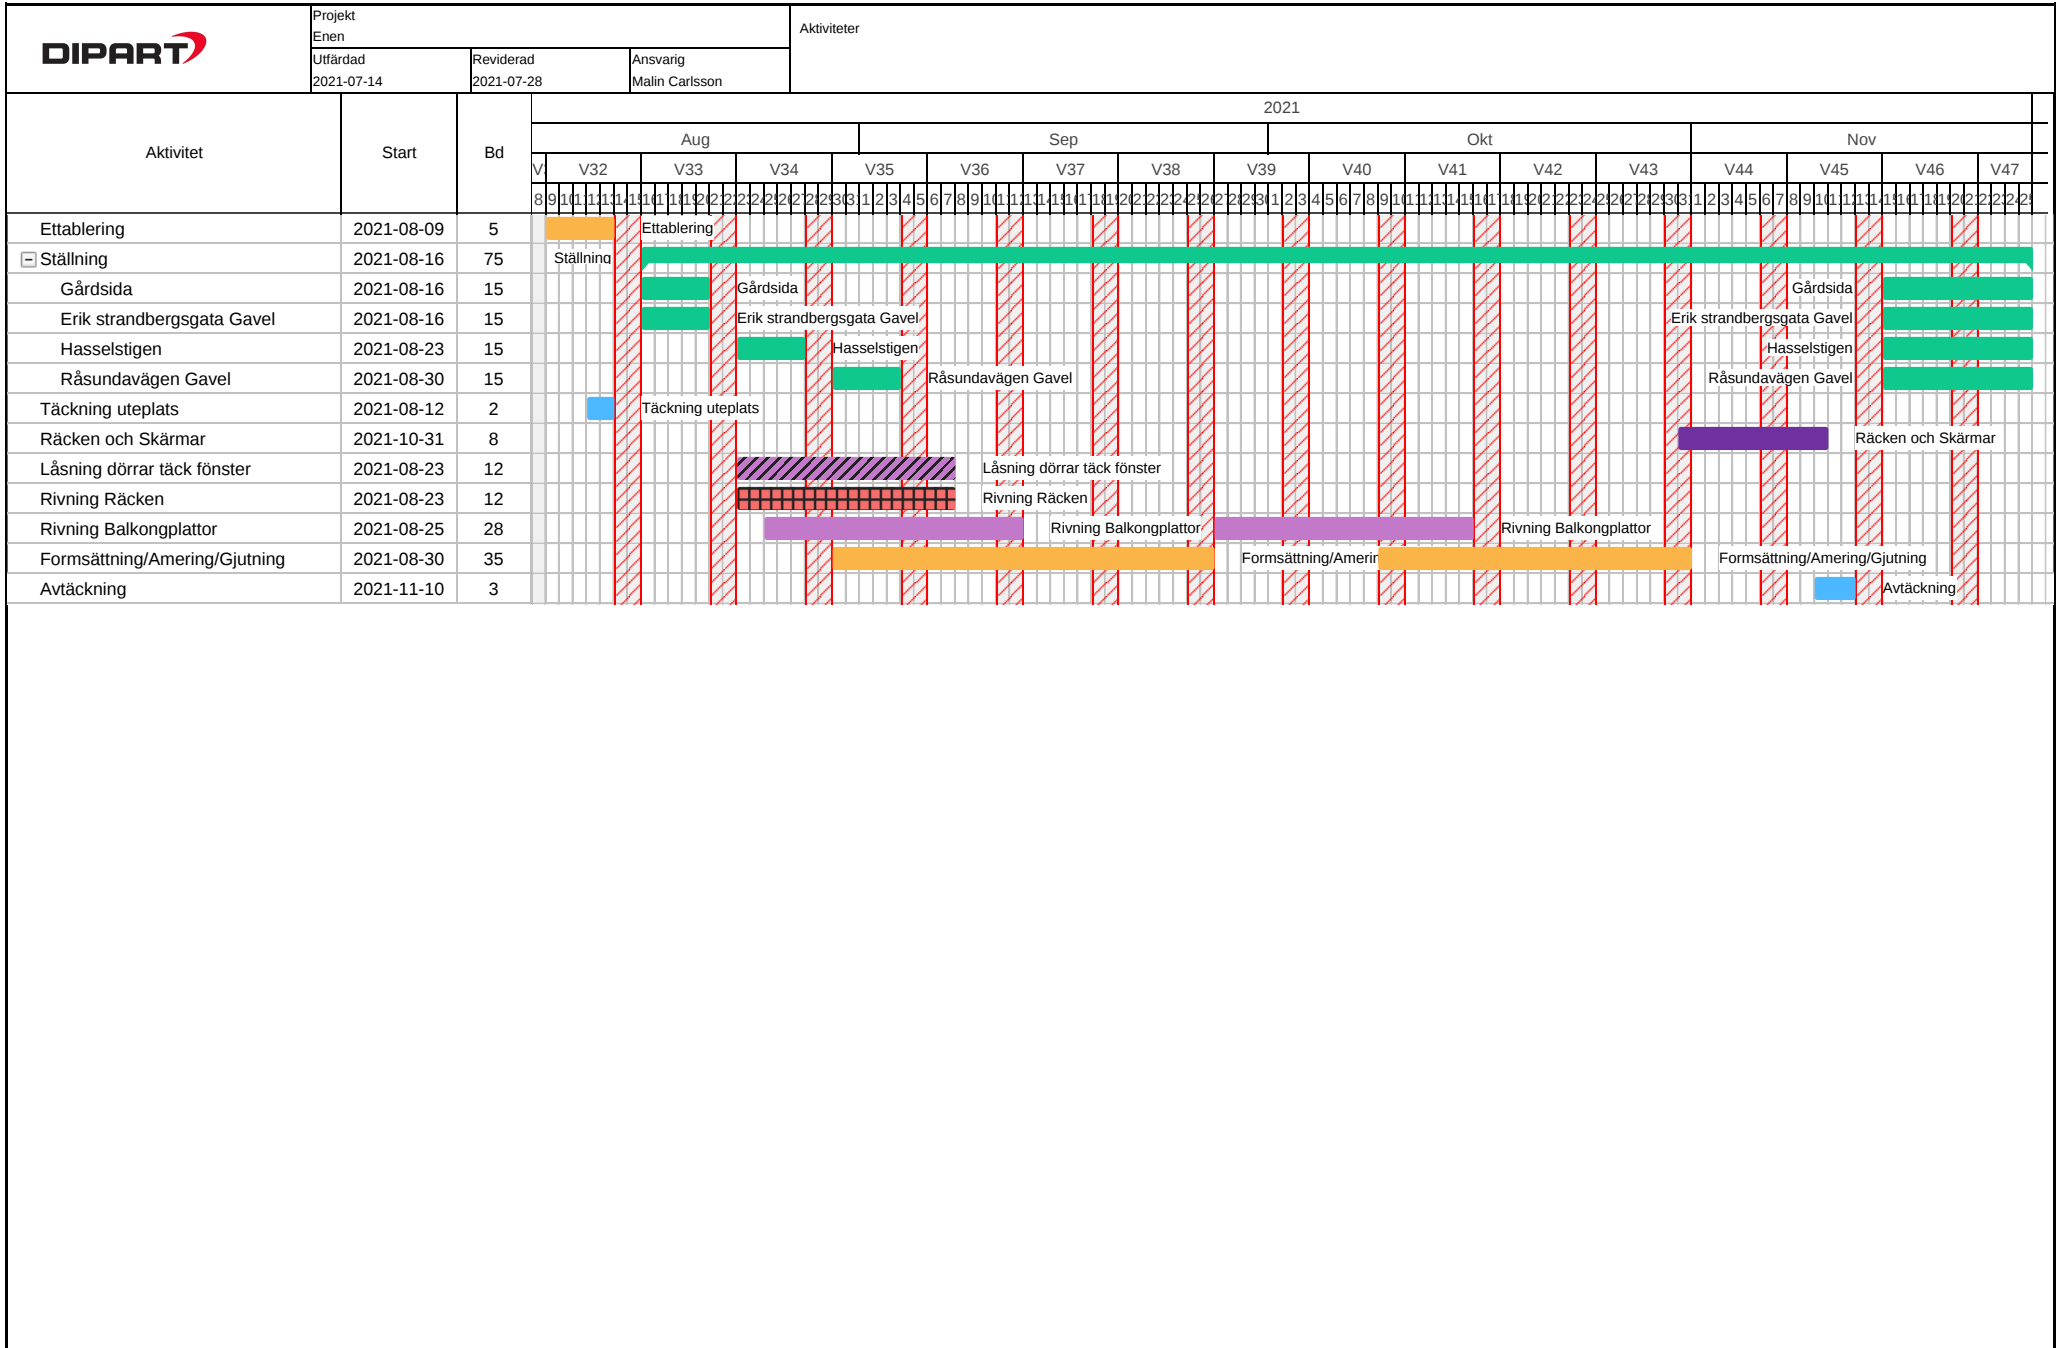 DIPART
Projekt
Enen
Utfärdad
2021-07-14
Reviderad
2021-07-28
Ansvarig
Malin Carlsson
Aktiviteter
Aktivitet Start Bd
2021
Aug Sep Okt Nov
V32 V33 V34 V35 V36 V37 V38 V39 V40 V41 V42 V43 V44 V45 V46 V47
Ettablering 2021-08-09 5 Ettablering
Ställning 2021-08-16 75 Ställning
Gårdsida 2021-08-16 15 Gårdsida Gårdsida
Erik strandbergsgata Gavel 2021-08-16 15 Erik strandbergsgata Gavel Erik strandbergsgata Gavel
Hasselstigen 2021-08-23 15 Hasselstigen Hasselstigen
Råsundavägen Gavel 2021-08-30 15 Råsundavägen Gavel Råsundavägen Gavel
Täckning uteplats 2021-08-12 2 Täckning uteplats
Räcken och Skärmar 2021-10-31 8 Räcken och Skärmar
Låsning dörrar täck fönster 2021-08-23 12 Låsning dörrar täck fönster
Rivning Räcken 2021-08-23 12 Rivning Räcken
Rivning Balkongplattor 2021-08-25 28 Rivning Balkongplattor Rivning Balkongplattor
Formsättning/Amering/Gjutning 2021-08-30 35 Formsättning/Amerin Formsättning/Amering/Gjutning
Avtäckning 2021-11-10 3 Avtäckning